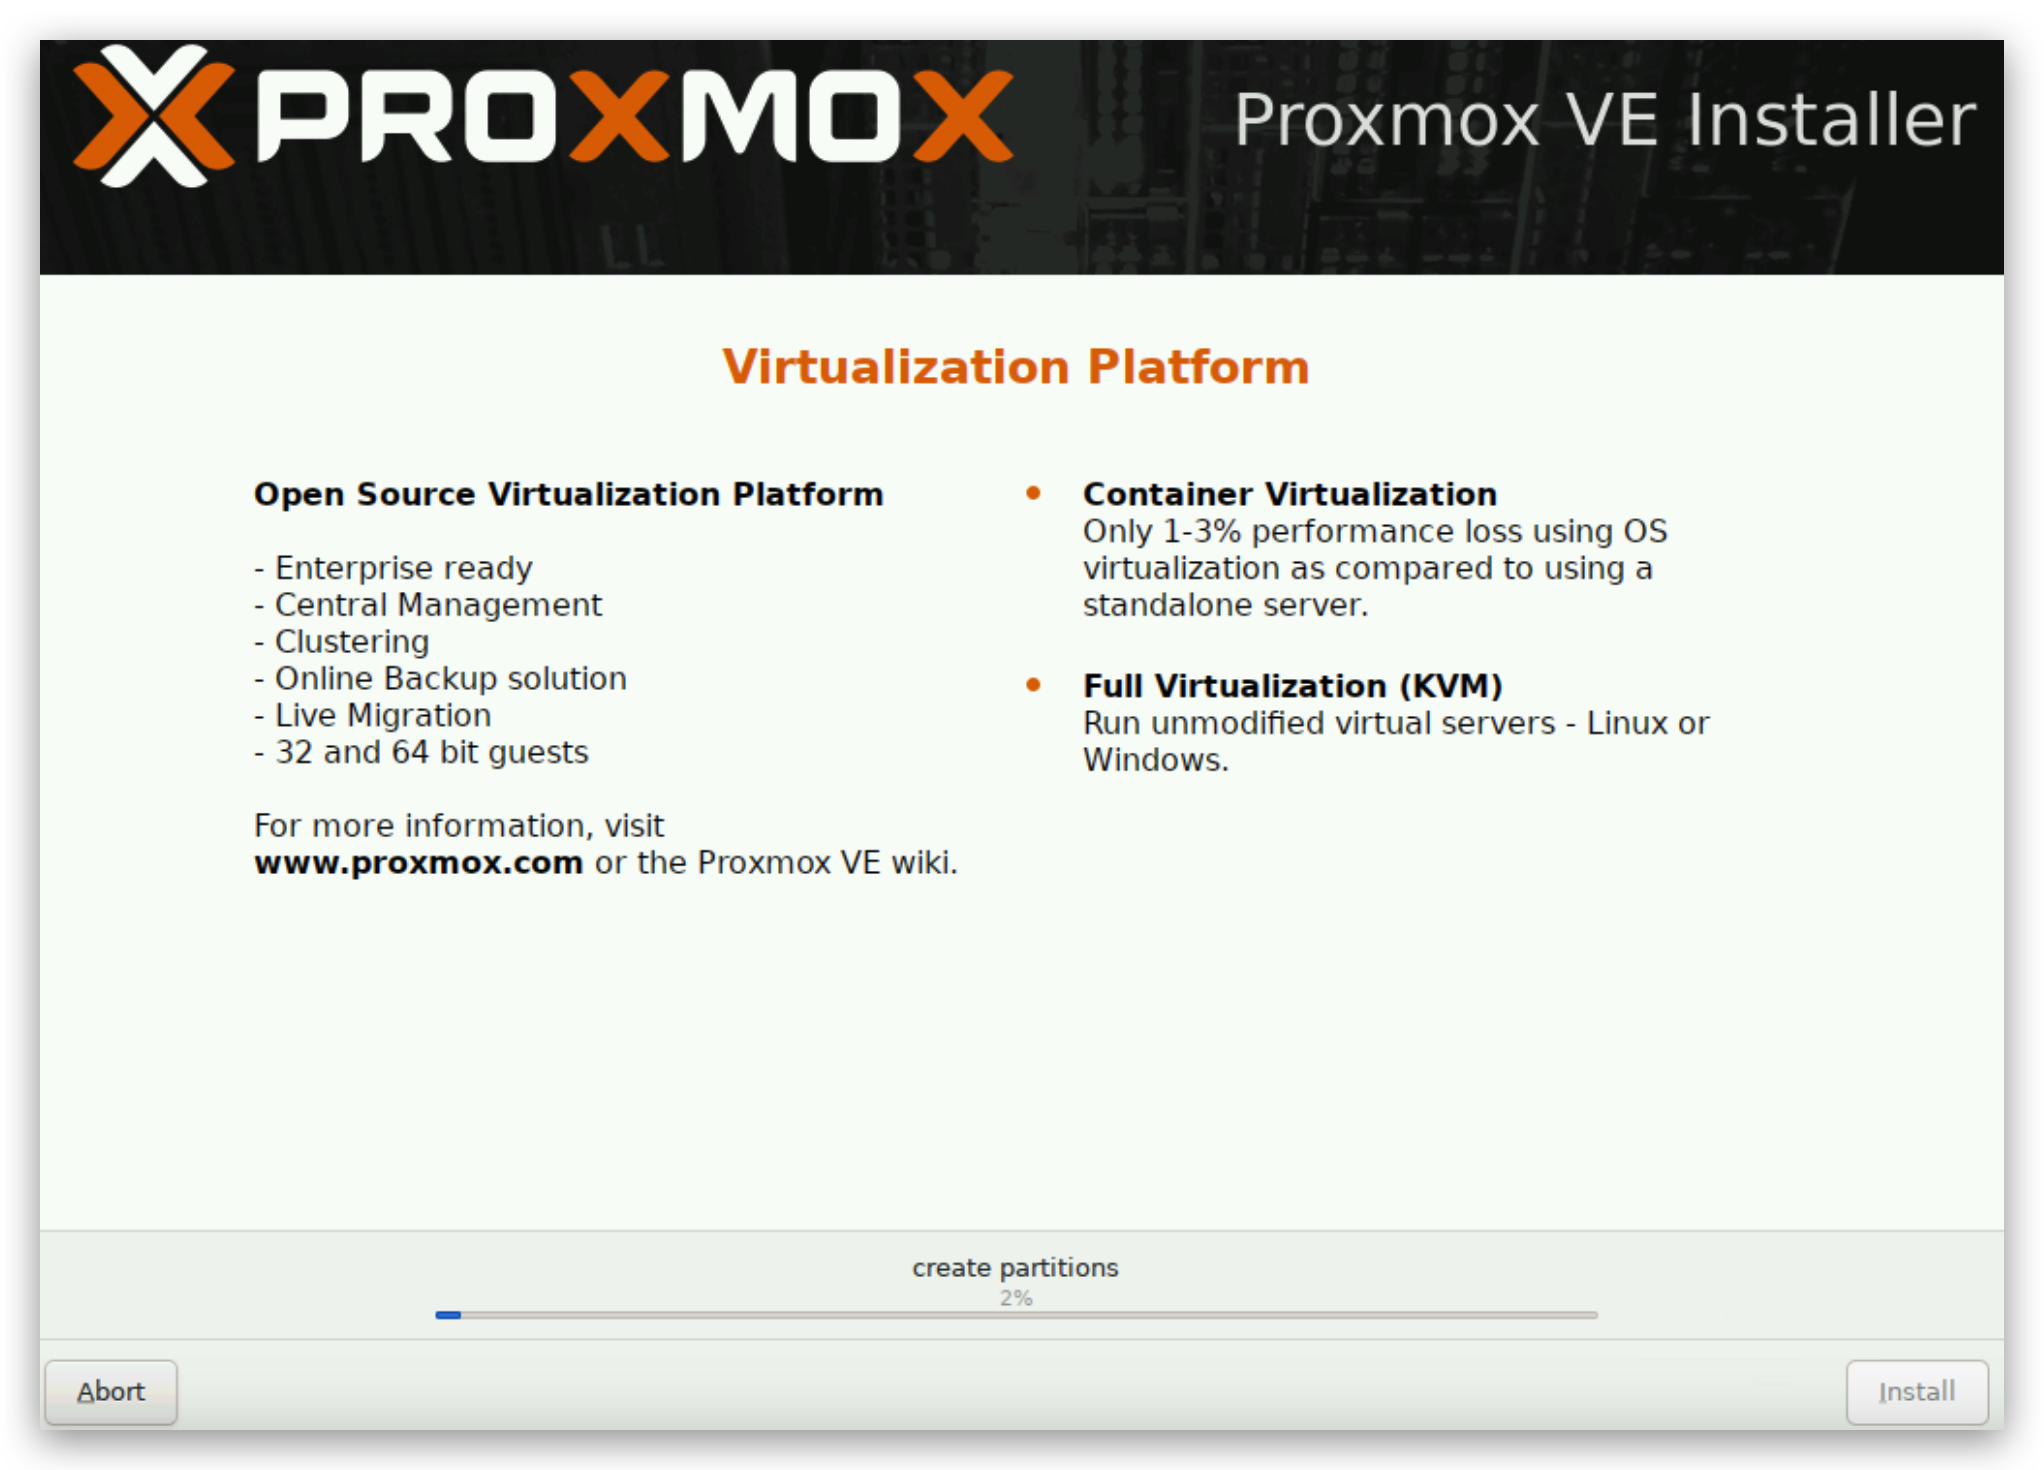 PROXMOX
Proxmox VE Installer
Virtualization Platform
Open Source Virtualization Platform
- Enterprise ready
- Central Management
- Clustering
- Online Backup solution
- Live Migration
- 32 and 64 bit guests
For more information, visit
www.proxmox.com or the Proxmox VE wiki.
• Container Virtualization
Only 1-3% performance loss using OS
virtualization as compared to using a
standalone server.
• Full Virtualization (KVM)
Run unmodified virtual servers - Linux or
Windows.
create partitions
2%
Abort
Install